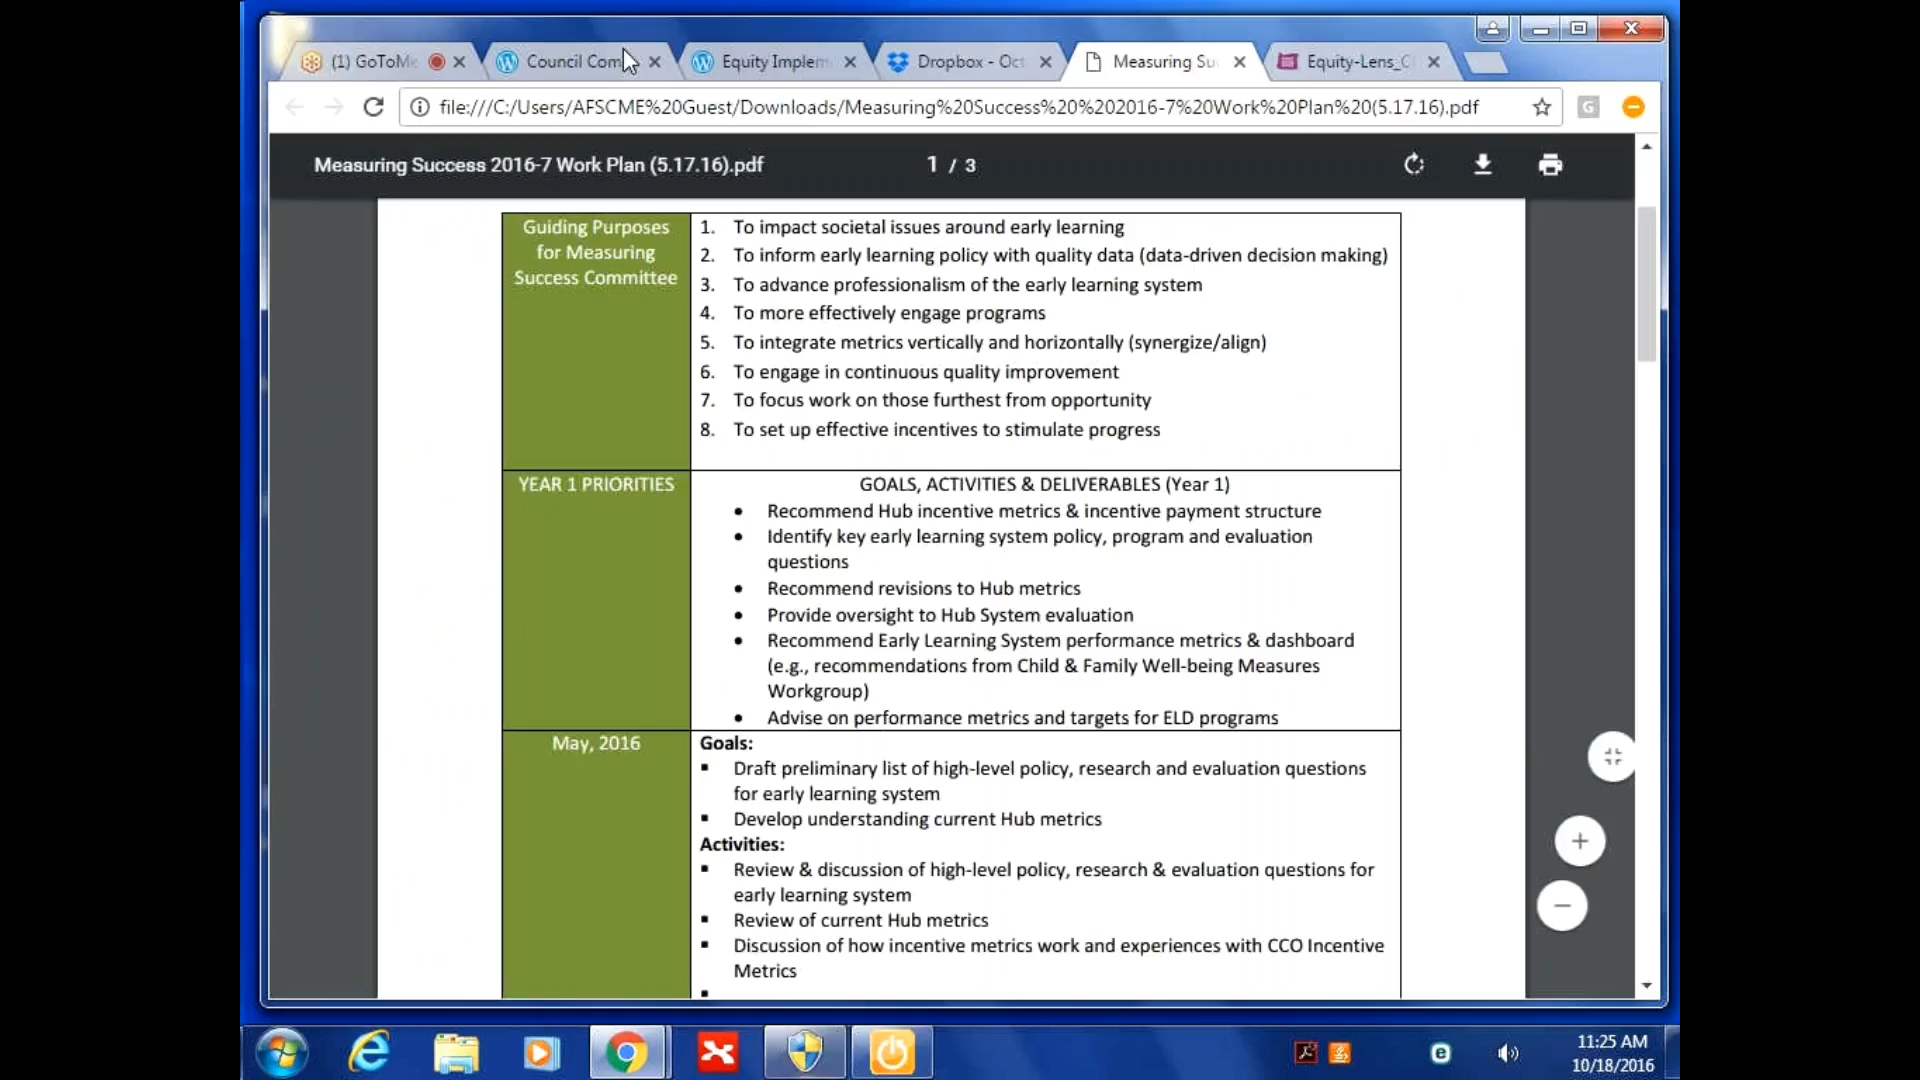 (1) GoToMe
Council Com
Equity Implem
Dropbox - Oct
Measuring Su
Equity-Lens_C
file:///C:/Users/AFSCME%20Guest/Downloads/Measuring%20Success%20%202016-7%20Work%20Plan%20(5.17.16).pdf
G
Measuring Success 2016-7 Work Plan (5.17.16).pdf
1 / 3
Guiding Purposes
for Measuring
Success Committee
1. To impact societal issues around early learning
2. To inform early learning policy with quality data (data-driven decision making)
3. To advance professionalism of the early learning system
4. To more effectively engage programs
5. To integrate metrics vertically and horizontally (synergize/align)
6. To engage in continuous quality improvement
7. To focus work on those furthest from opportunity
8. To set up effective incentives to stimulate progress
YEAR 1 PRIORITIES
GOALS, ACTIVITIES & DELIVERABLES (Year 1)
• Recommend Hub incentive metrics & incentive payment structure
• Identify key early learning system policy, program and evaluation
questions
• Recommend revisions to Hub metrics
• Provide oversight to Hub System evaluation
• Recommend Early Learning System performance metrics & dashboard
(e.g., recommendations from Child & Family Well-being Measures
Workgroup)
• Advise on performance metrics and targets for ELD programs
May, 2016
Goals:
▪ Draft preliminary list of high-level policy, research and evaluation questions
for early learning system
▪ Develop understanding current Hub metrics
Activities:
▪ Review & discussion of high-level policy, research & evaluation questions for
early learning system
▪ Review of current Hub metrics
▪ Discussion of how incentive metrics work and experiences with CCO Incentive
Metrics
11:25 AM
10/18/2016